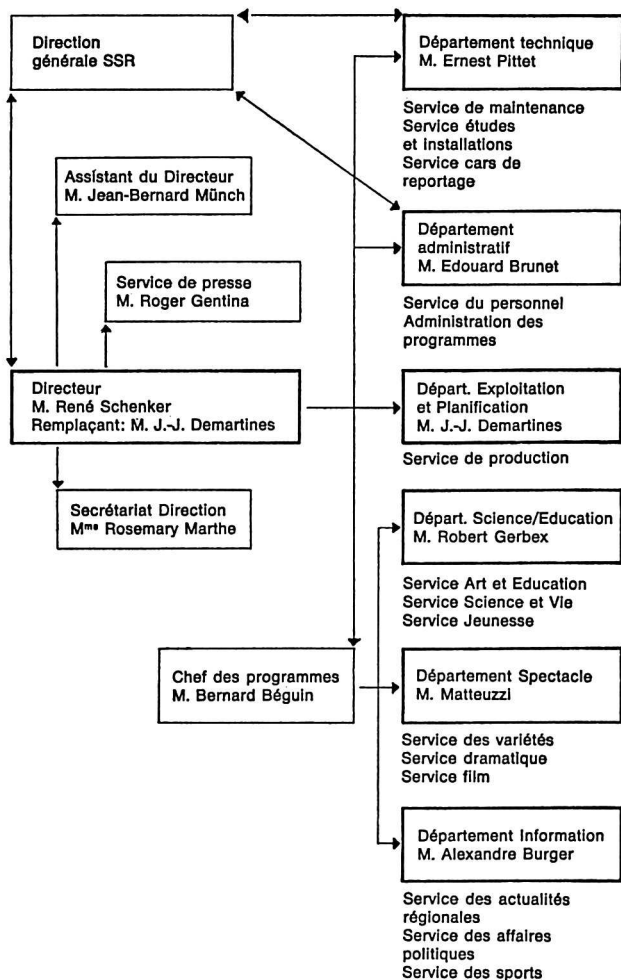 Direction
générale SSR
Département technique
M. Ernest Pittet
Service de maintenance
Service études
et installations
Service cars de
reportage
Assistant du Directeur
M. Jean-Bernard Münch
Département
administratif
M. Edouard Brunet
Service du personnel
Administration des
programmes
Service de presse
M. Roger Gentina
Directeur
M. René Schenker
Remplaçant: M. J.-J. Demartines
Départ. Exploitation
et Planification
M. J.-J. Demartines
Service de production
Secrétariat Direction
Mme Rosemary Marthe
Départ. Science/Education
M. Robert Gerbex
Service Art et Education
Service Science et Vie
Service Jeunesse
Chef des programmes
M. Bernard Béguin
Département Spectacle
M. Matteuzzi
Service des variétés
Service dramatique
Service film
Département Information
M. Alexandre Burger
Service des actualités
régionales
Service des affaires
politiques
Service des sports